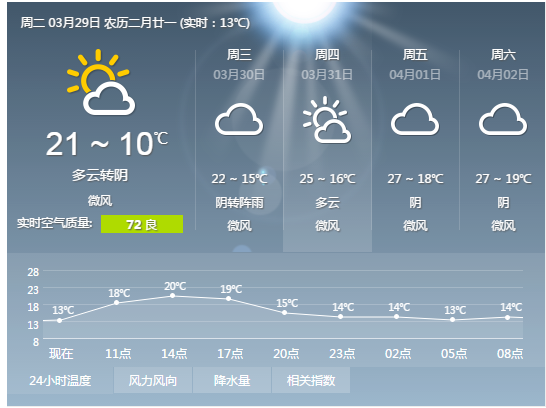 周二 03月29日 农历二月廿一 (实时：13℃)
21 ~ 10℃
多云转阴
微风
实时空气质量: 72 良
周三
03月30日
22 ~ 15℃
阴转阵雨
微风
周四
03月31日
25 ~ 16℃
多云
微风
周五
04月01日
27 ~ 18℃
阴
微风
周六
04月02日
27 ~ 19℃
阴
微风
28
23
18
13
8
13℃ 18℃ 20℃ 19℃ 15℃ 14℃ 14℃ 13℃ 14℃
现在 11点 14点 17点 20点 23点 02点 05点 08点
24小时温度 风力风向 降水量 相关指数